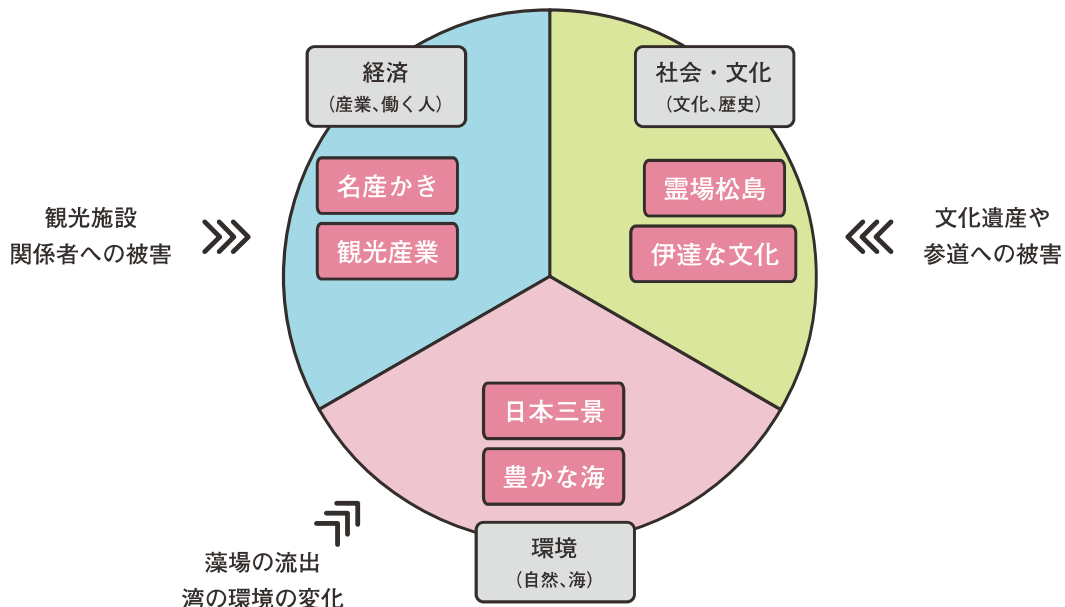 経済
(産業、働く人)
社会・文化
(文化、歴史)
名産かき
観光産業
霊場松島
伊達な文化
観光施設
関係者への被害
文化遺産や
参道への被害
日本三景
豊かな海
環境
(自然、海)
藻場の流出
湾の環境の変化